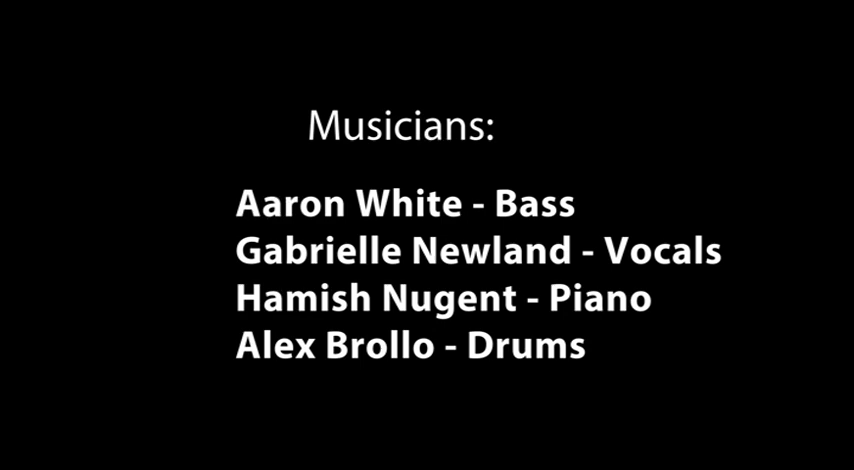 Musicians:
Aaron White - Bass
Gabrielle Newland - Vocals
Hamish Nugent - Piano
Alex Brollo - Drums